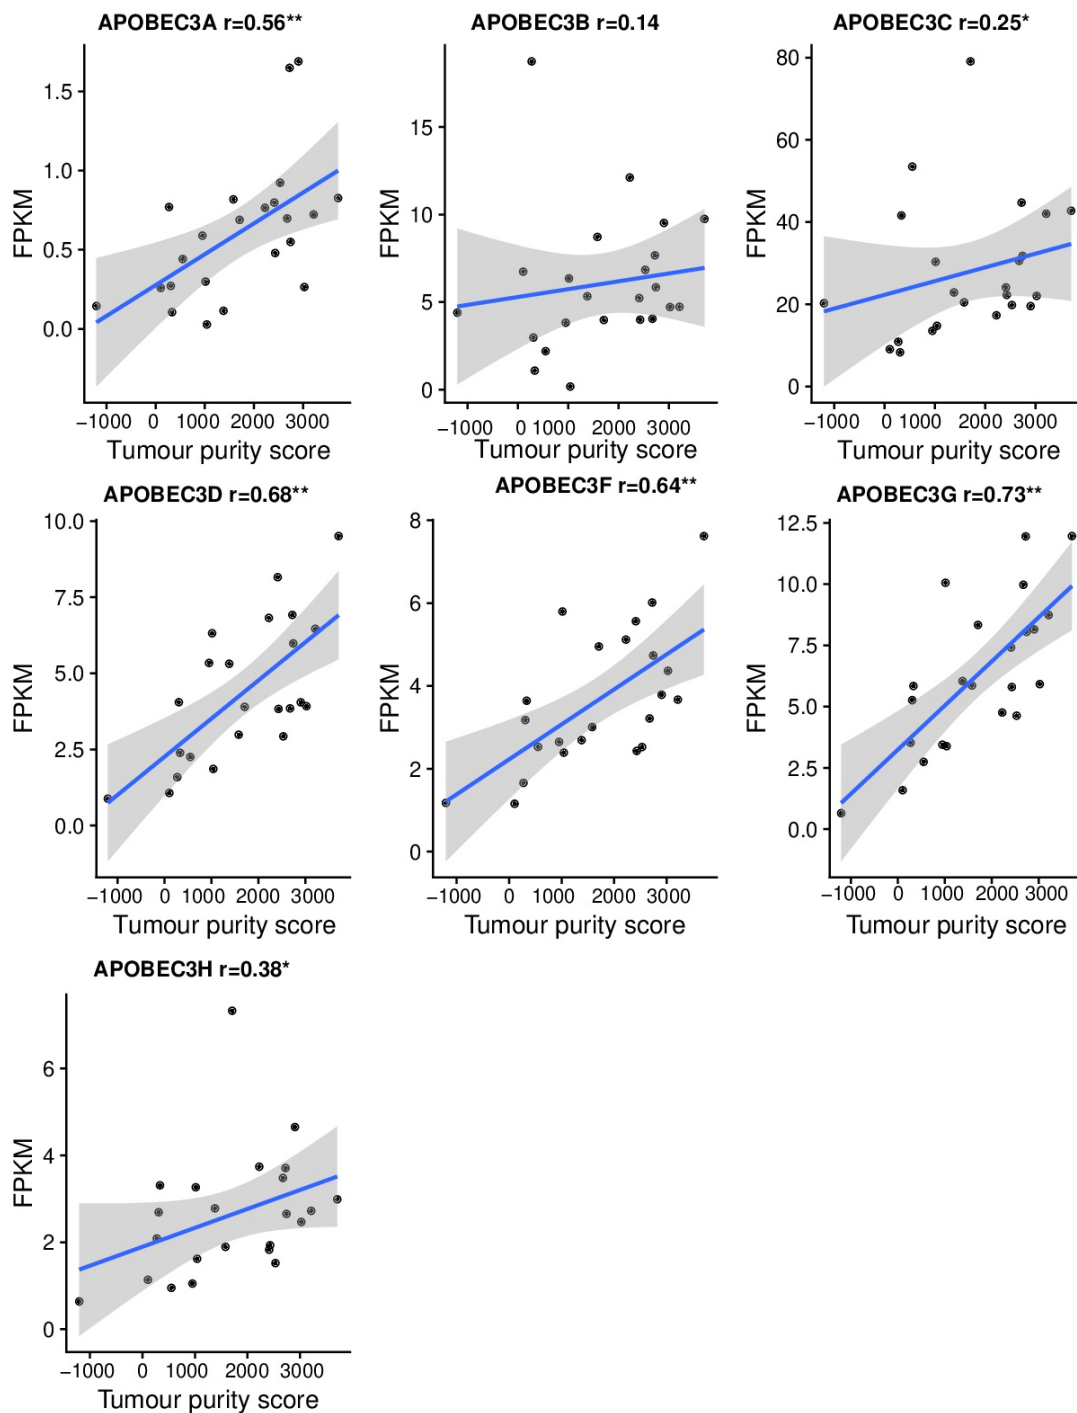 APOBEC3A r=0.56**
1.5
1.0
0.5
0.0
FPKM
−1000 0 1000 2000 3000
Tumour purity score
APOBEC3B r=0.14
15
10
5
0
FPKM
−1000 0 1000 2000 3000
Tumour purity score
APOBEC3C r=0.25*
80
60
40
20
0
FPKM
−1000 0 1000 2000 3000
Tumour purity score
APOBEC3D r=0.68**
10.0
7.5
5.0
2.5
0.0
FPKM
−1000 0 1000 2000 3000
Tumour purity score
APOBEC3F r=0.64**
8
6
4
2
0
FPKM
−1000 0 1000 2000 3000
Tumour purity score
APOBEC3G r=0.73**
12.5
10.0
7.5
5.0
2.5
0.0
FPKM
−1000 0 1000 2000 3000
Tumour purity score
APOBEC3H r=0.38*
6
4
2
0
FPKM
−1000 0 1000 2000 3000
Tumour purity score